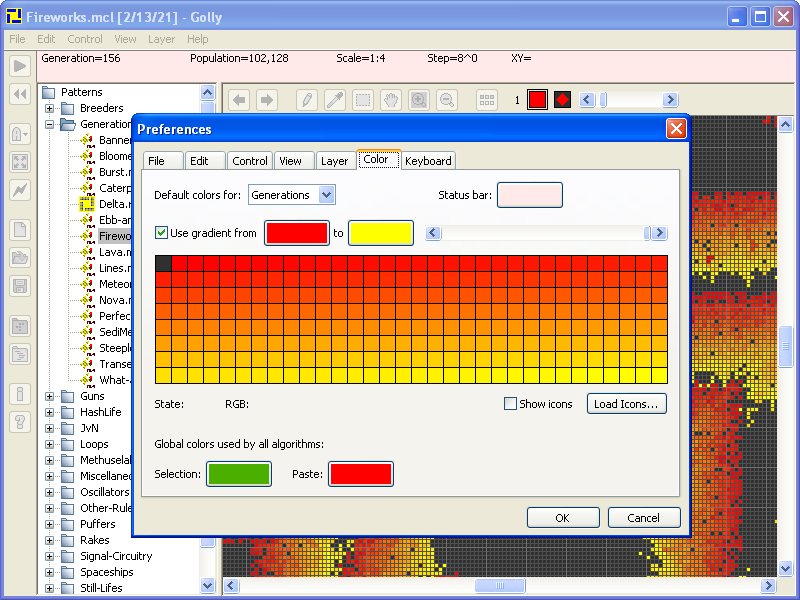 Fireworks.mcl [2/13/21] - Golly
File Edit Control View Layer Help
Generation=156 Population=102,128 Scale=1:4 Step=8^0 XY=
1
Patterns
Breeders
Generation
Banner
Bloome
Burst.m
Caterp
Delta.m
Ebb-an
Firewo
Lava.m
Lines.m
Meteor
Nova.m
Perfec
SediMe
Steepl
Transe
What-
Guns
HashLife
JvN
Loops
Methuselah
Miscellaneo
Oscillators
Other-Rule
Puffers
Rakes
Signal-Circuitry
Spaceships
Still-Lifes
Preferences
File Edit Control View Layer Color Keyboard
Default colors for: Generations Status bar:
Use gradient from to
State: RGB: Show icons Load Icons...
Global colors used by all algorithms:
Selection: Paste:
OK Cancel